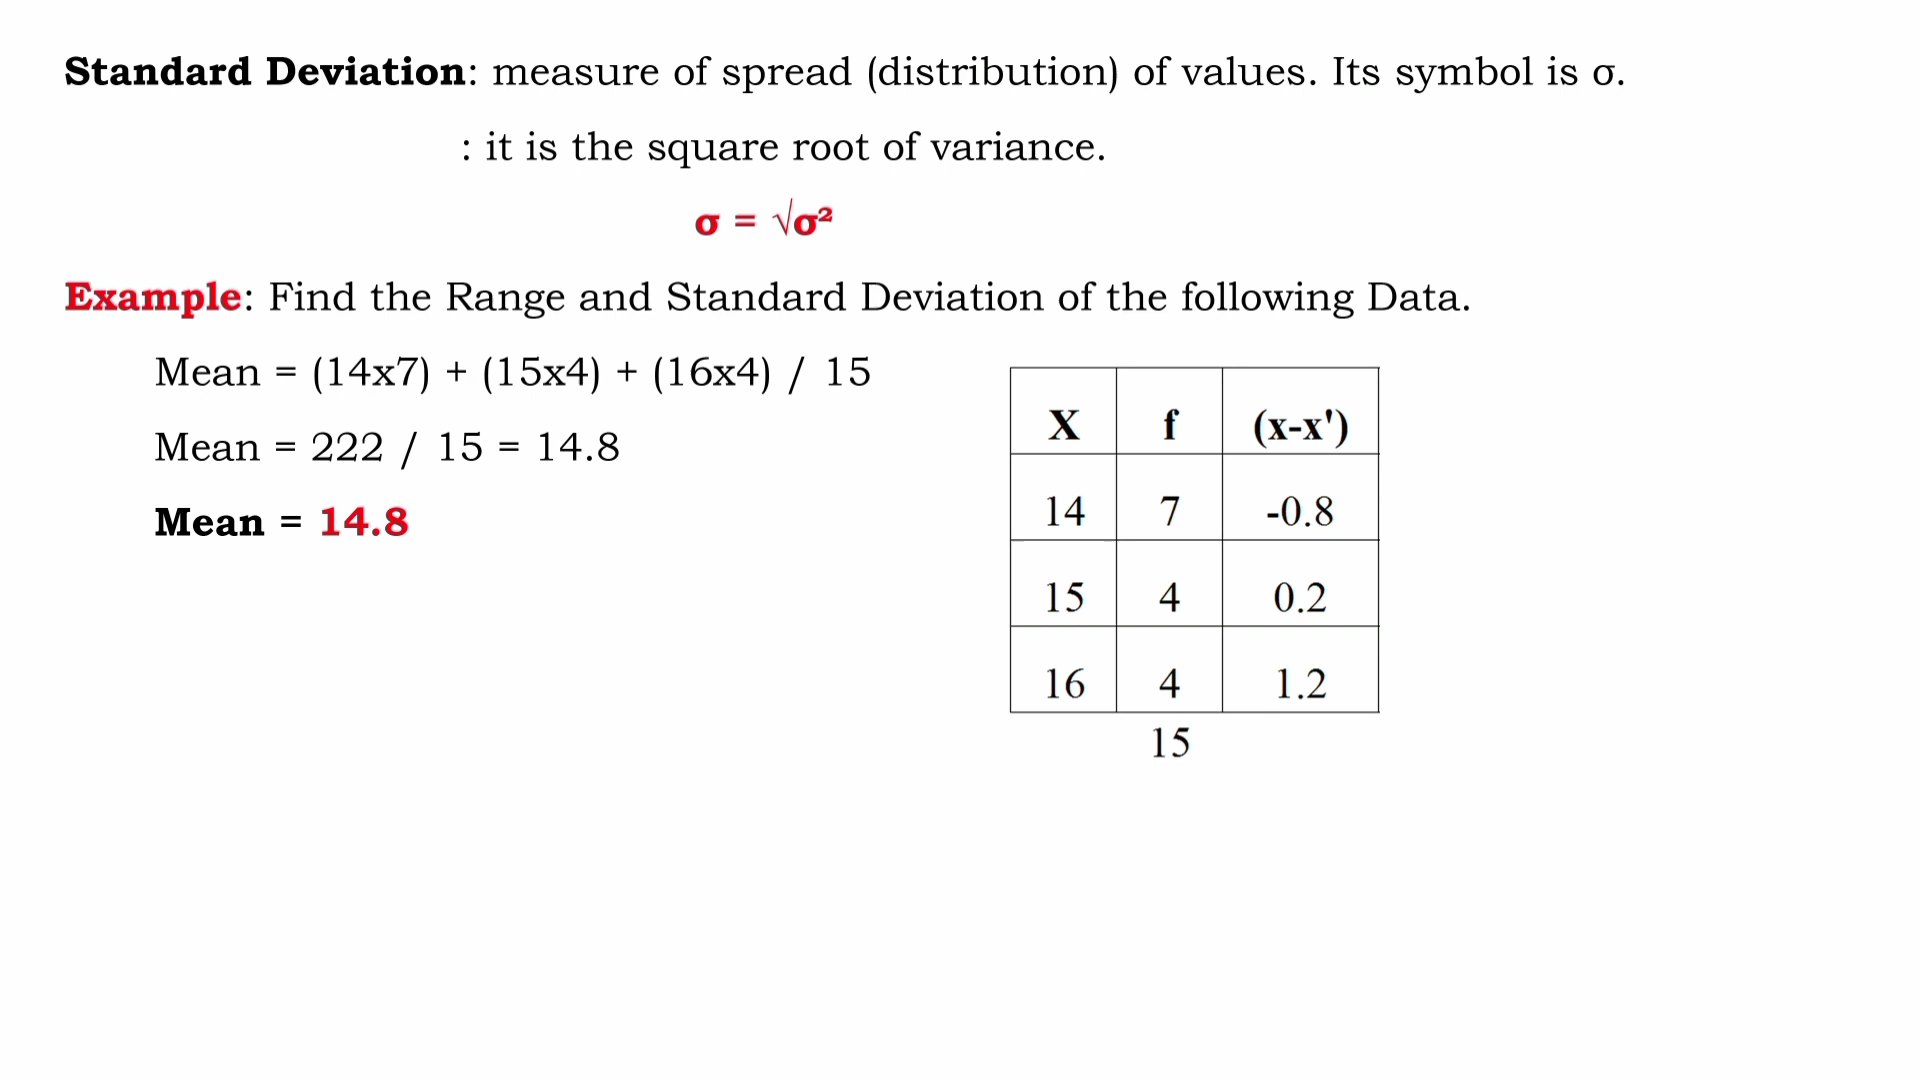 Standard Deviation: measure of spread (distribution) of values. Its symbol is σ.
: it is the square root of variance.
σ = √σ²
Example: Find the Range and Standard Deviation of the following Data.
Mean = (14x7) + (15x4) + (16x4) / 15
Mean = 222 / 15 = 14.8
Mean = 14.8
X f (x-x')
14 7 -0.8
15 4 0.2
16 4 1.2
15